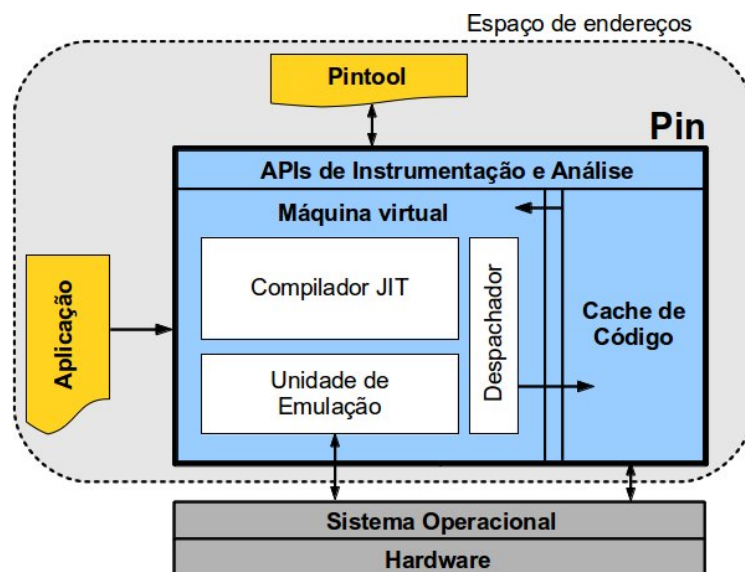 Espaço de endereços
Pintool
Pin
APIs de Instrumentação e Análise
Máquina virtual
Compilador JIT
Despachador
Cache de
Código
Aplicação
Unidade de
Emulação
Sistema Operacional
Hardware